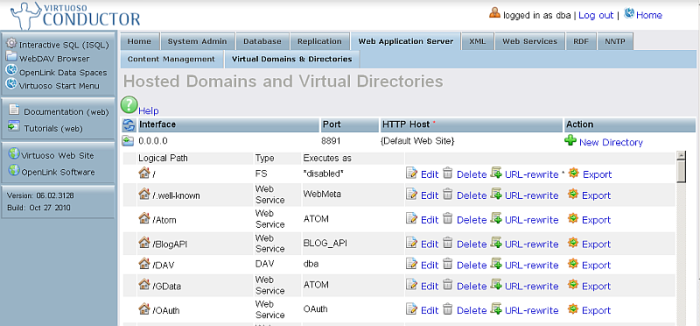 VIRTUOSO
CONDUCTOR
logged in as dba | Log out | Home
Interactive SQL (ISQL)
WebDAV Browser
OpenLink Data Spaces
Virtuoso Start Menu
Documentation (web)
Tutorials (web)
Virtuoso Web Site
OpenLink Software
Version: 06.02.3128
Build: Oct 27 2010
Home System Admin Database Replication Web Application Server XML Web Services RDF NNTP
Content Management Virtual Domains & Directories
Hosted Domains and Virtual Directories
Help
Interface Port HTTP Host * Action
0.0.0.0 8891 {Default Web Site} New Directory
Logical Path Type Executes as
/ FS *disabled* Edit Delete URL-rewrite * Export
/.well-known Web Service WebMeta Edit Delete URL-rewrite Export
/Atom Web Service ATOM Edit Delete URL-rewrite Export
/BlogAPI Web Service BLOG_API Edit Delete URL-rewrite Export
/DAV DAV dba Edit Delete URL-rewrite Export
/GData Web Service ATOM Edit Delete URL-rewrite Export
/OAuth Web Service OAuth Edit Delete URL-rewrite Export